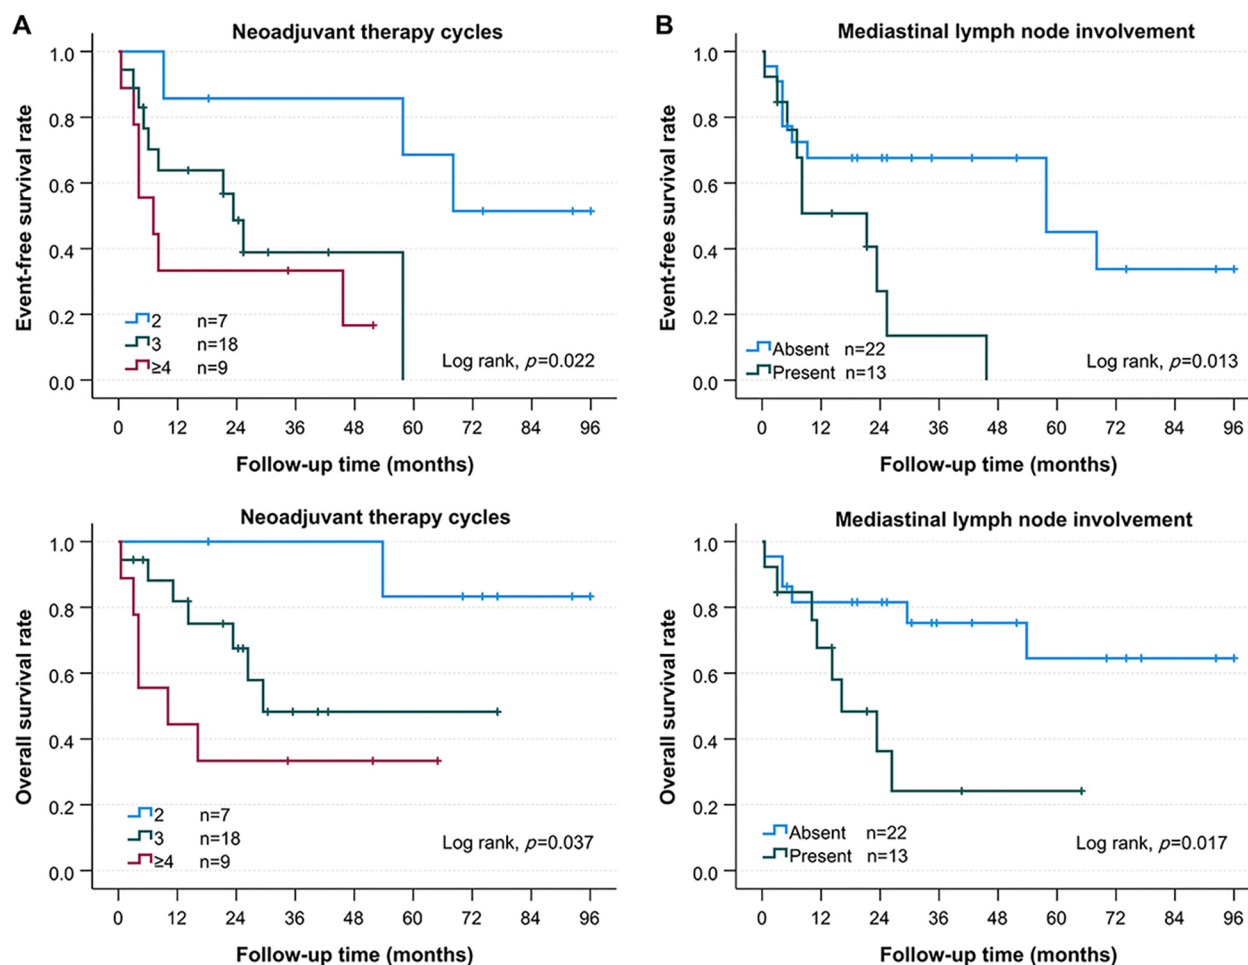 A
Neoadjuvant therapy cycles
Event-free survival rate
1.0
0.8
0.6
0.4
0.2
0.0
2 n=7
3 n=18
≥4 n=9
Log rank, p=0.022
0 12 24 36 48 60 72 84 96
Follow-up time (months)
B
Mediastinal lymph node involvement
Event-free survival rate
1.0
0.8
0.6
0.4
0.2
0.0
Absent n=22
Present n=13
Log rank, p=0.013
0 12 24 36 48 60 72 84 96
Follow-up time (months)
Neoadjuvant therapy cycles
Overall survival rate
1.0
0.8
0.6
0.4
0.2
0.0
2 n=7
3 n=18
≥4 n=9
Log rank, p=0.037
0 12 24 36 48 60 72 84 96
Follow-up time (months)
Mediastinal lymph node involvement
Overall survival rate
1.0
0.8
0.6
0.4
0.2
0.0
Absent n=22
Present n=13
Log rank, p=0.017
0 12 24 36 48 60 72 84 96
Follow-up time (months)